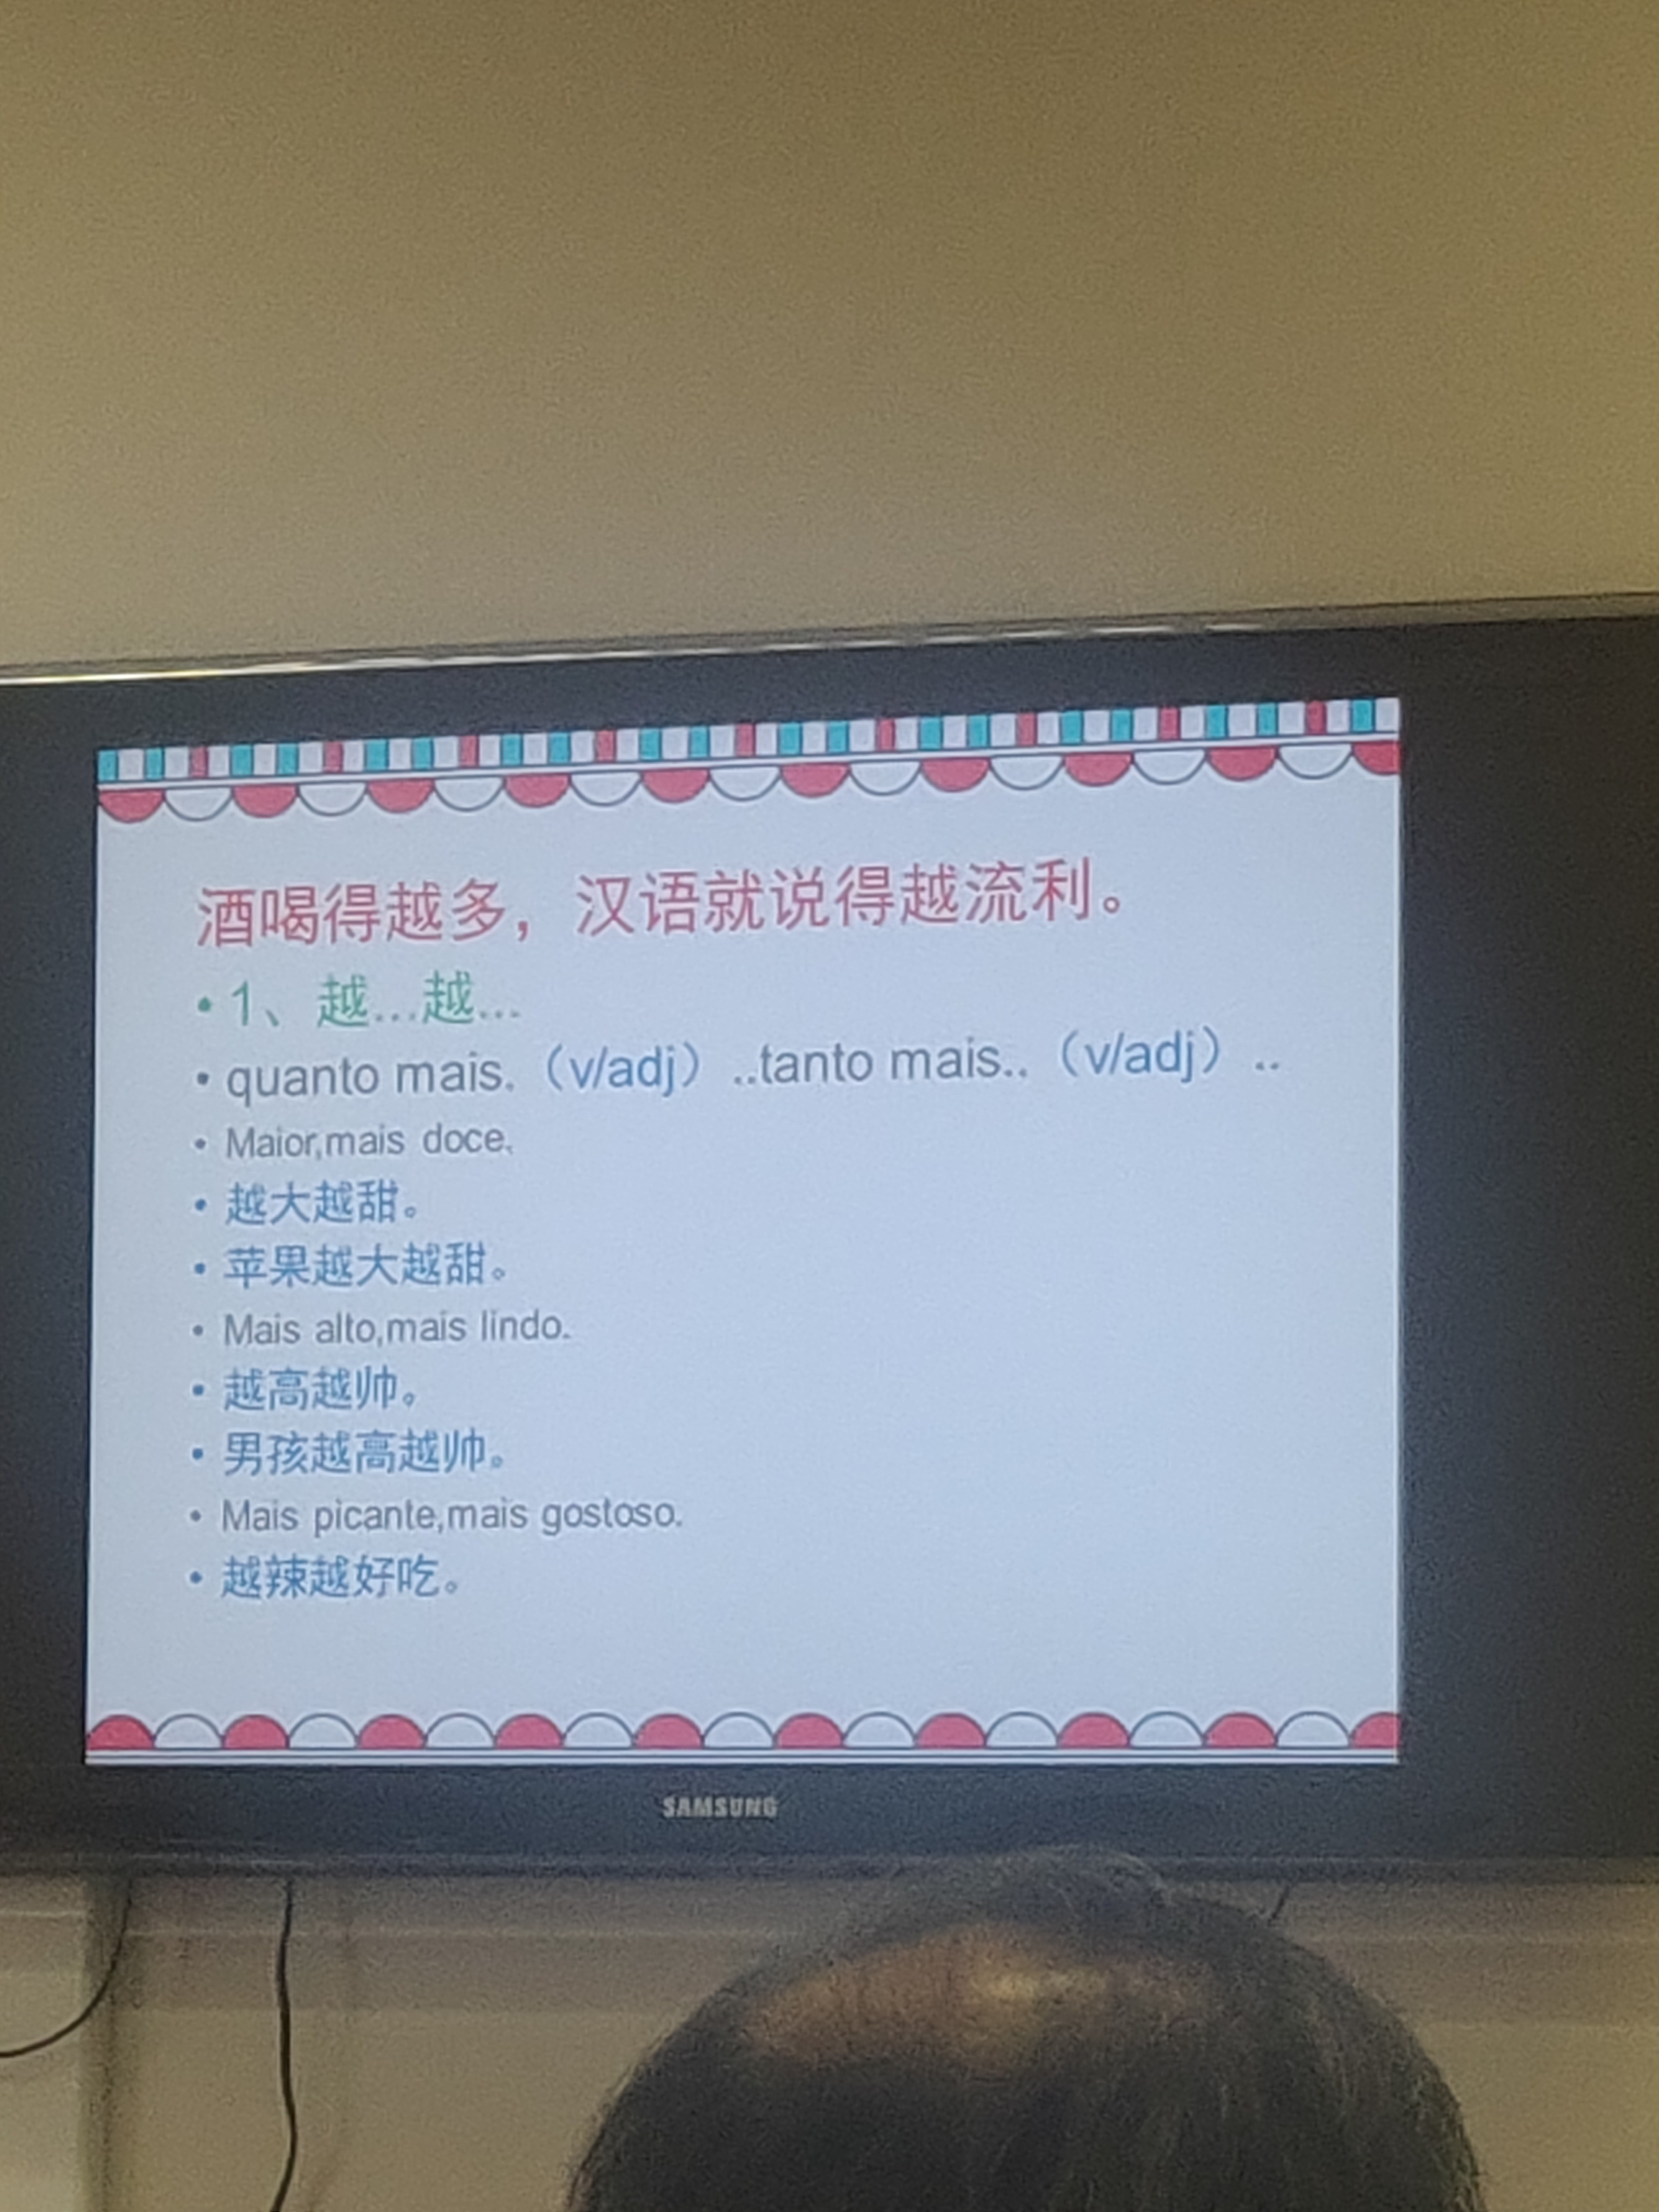 酒喝得越多，汉语就说得越流利。
• 1、越...越...
• quanto mais.（v/adj）..tanto mais..（v/adj）..
• Maior,mais doce.
• 越大越甜。
• 苹果越大越甜。
• Mais alto,mais lindo.
• 越高越帅。
• 男孩越高越帅。
• Mais picante,mais gostoso.
• 越辣越好吃。
SAMSUNG